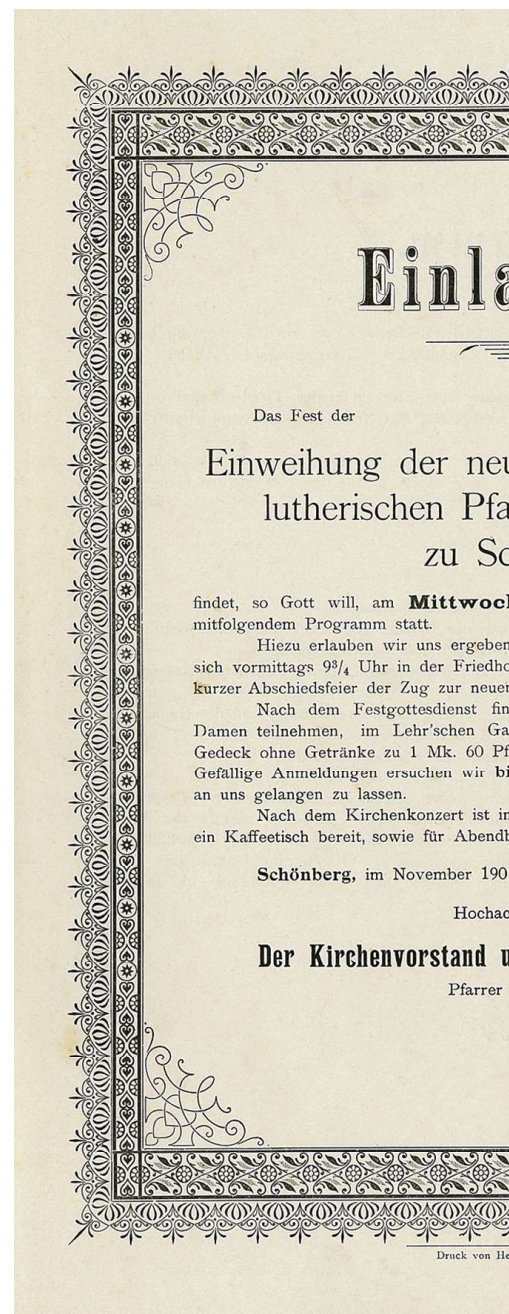 Einla
Das Fest der
Einweihung der neu
lutherischen Pfa
zu Sc
findet, so Gott will, am Mittwoch
mitfolgendem Programm statt.
Hiezu erlauben wir uns ergeben
sich vormittags 9¾ Uhr in der Friedho
kurzer Abschiedsfeier der Zug zur neuen
Nach dem Festgottesdienst fin
Damen teilnehmen, im Lehr'schen Ga
Gedeck ohne Getränke zu 1 Mk. 60 Pf
Gefällige Anmeldungen ersuchen wir bi
an uns gelangen zu lassen.
Nach dem Kirchenkonzert ist in
ein Kaffeetisch bereit, sowie für Abendb
Schönberg, im November 190
Hochac
Der Kirchenvorstand u
Pfarrer
Druck von He